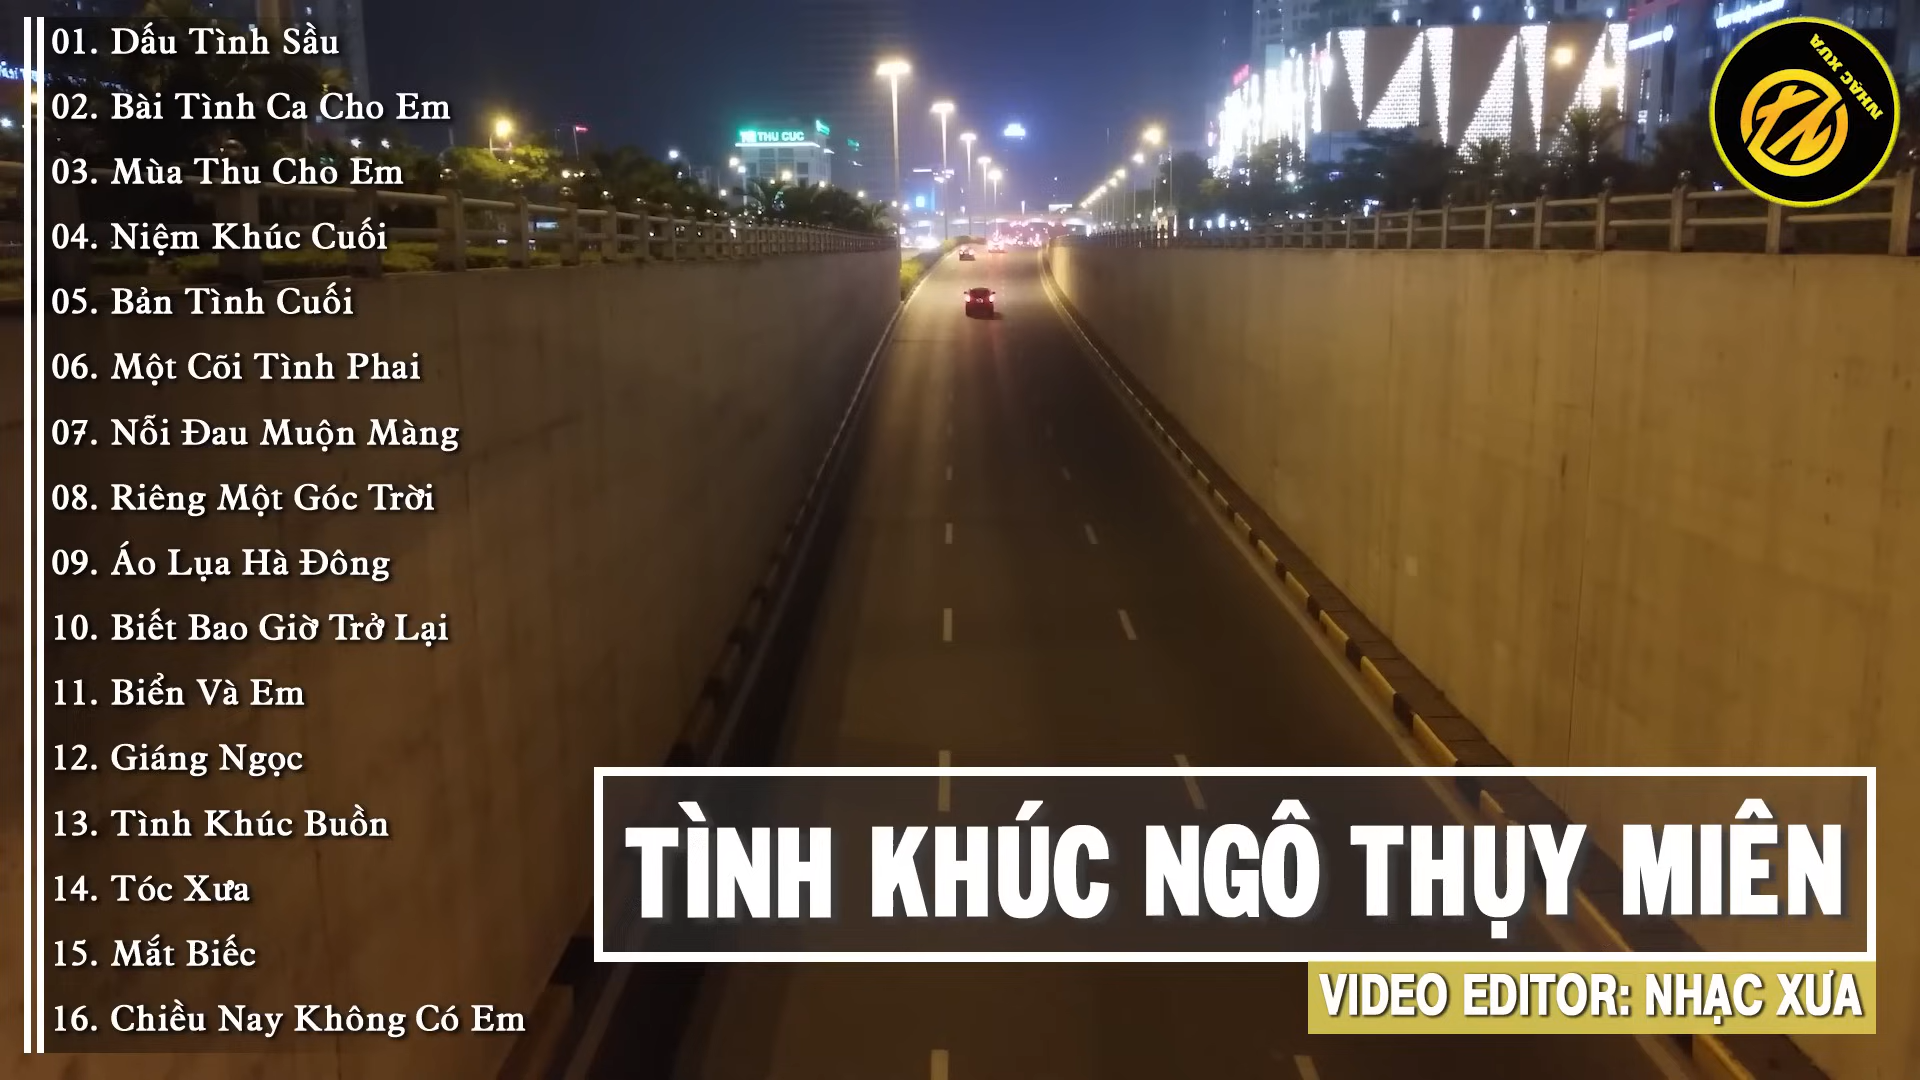 01. Dấu Tình Sầu
02. Bài Tình Ca Cho Em
03. Mùa Thu Cho Em
04. Niệm Khúc Cuối
05. Bản Tình Cuối
06. Một Cõi Tình Phai
07. Nỗi Đau Muộn Màng
08. Riêng Một Góc Trời
09. Áo Lụa Hà Đông
10. Biết Bao Giờ Trở Lại
11. Biển Và Em
12. Giáng Ngọc
13. Tình Khúc Buồn
14. Tóc Xưa
15. Mắt Biếc
16. Chiều Nay Không Có Em
THU CUC
NHẠC XƯA
TÌNH KHÚC NGÔ THỤY MIÊN
VIDEO EDITOR: NHẠC XƯA